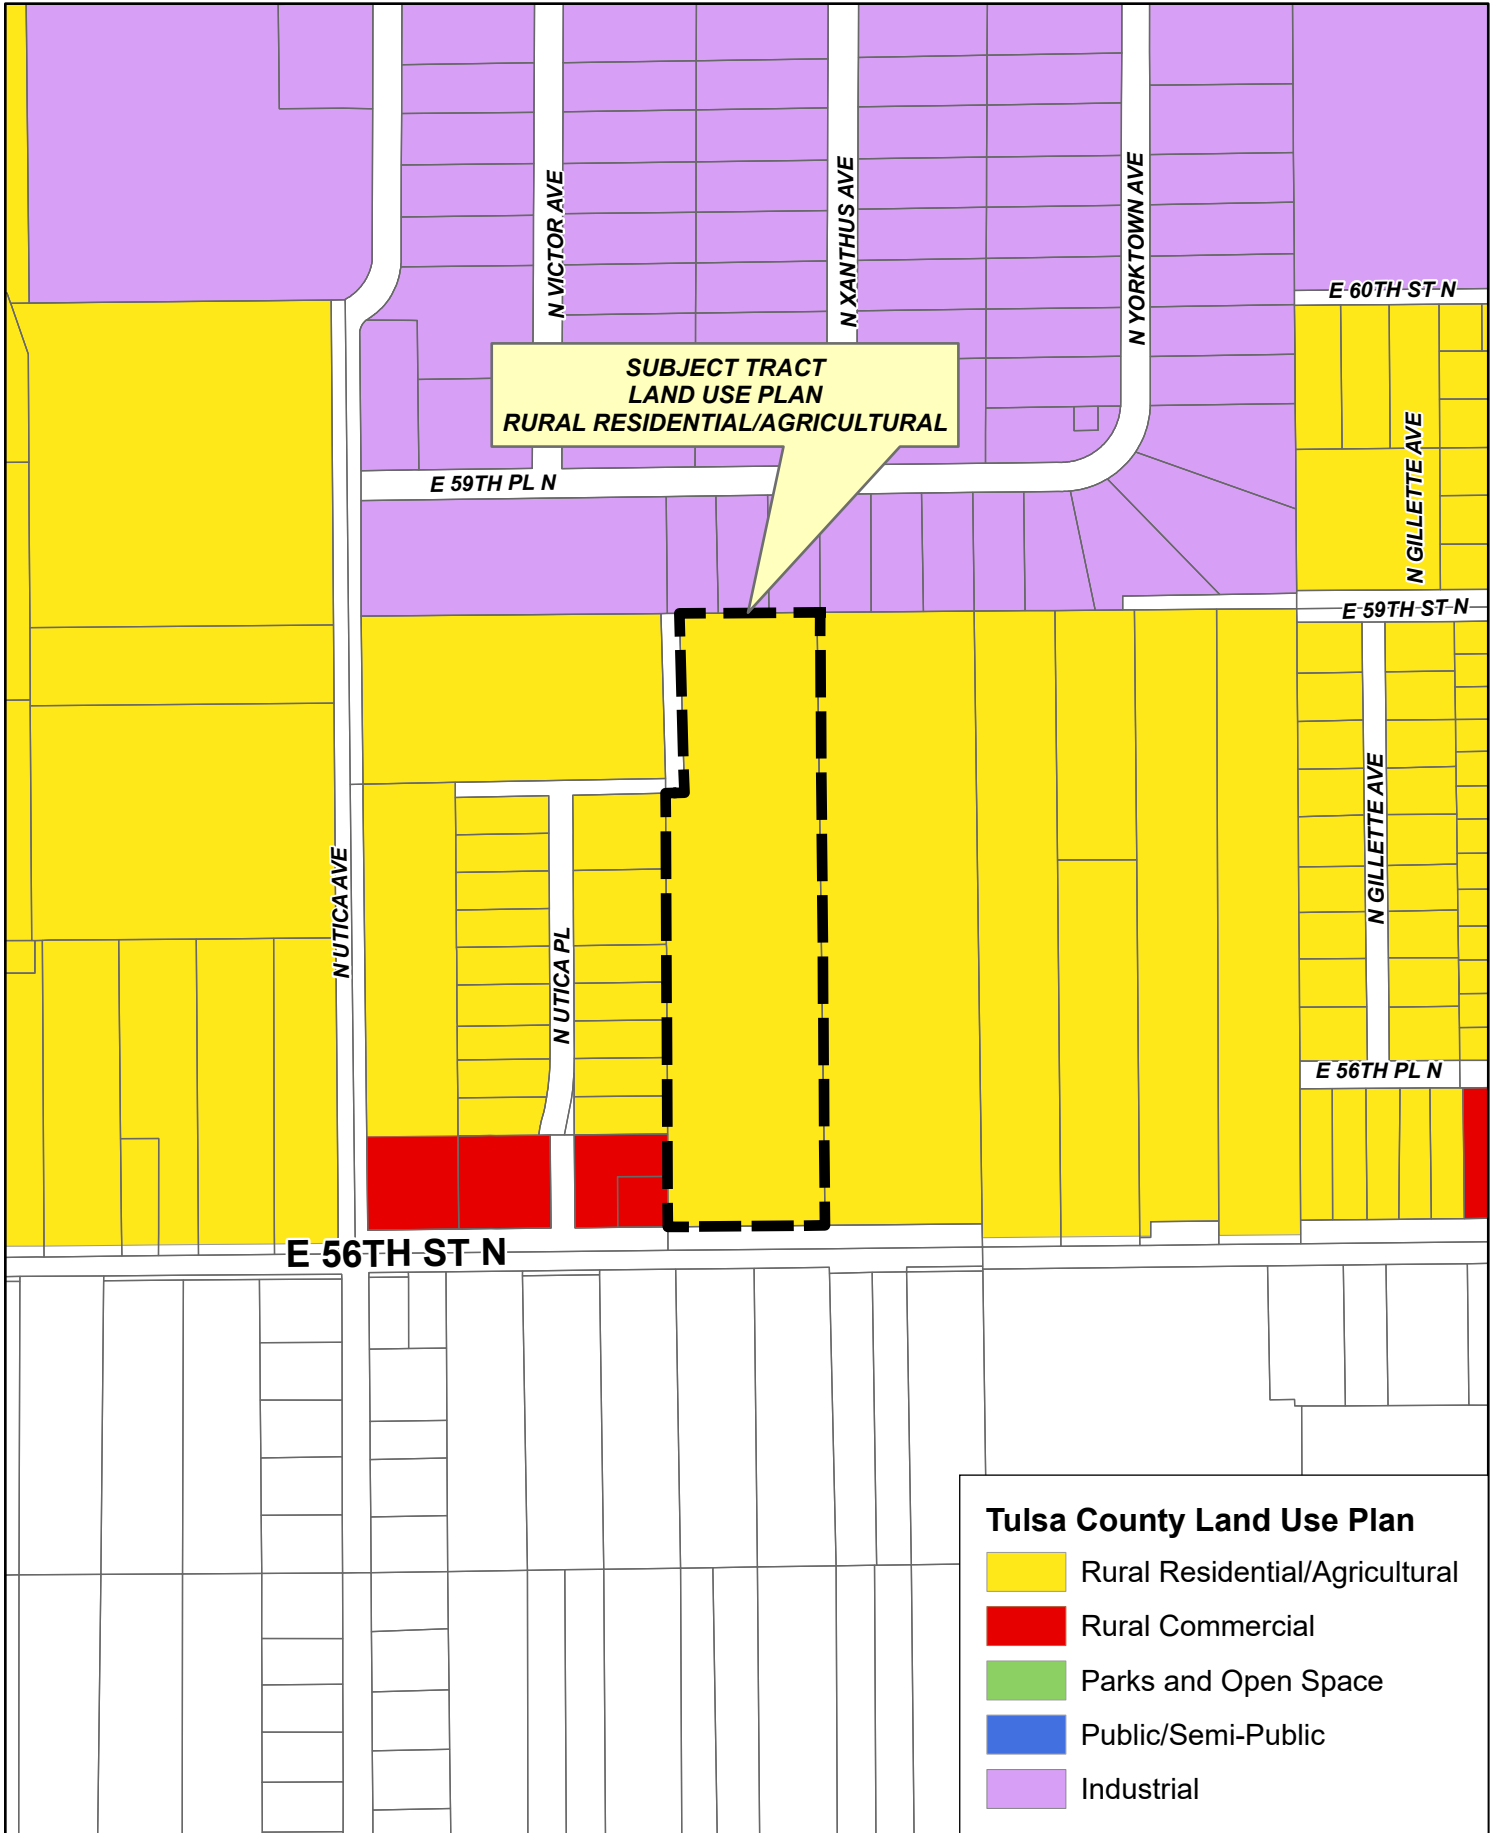 N VICTOR AVE
N XANTHUS AVE
N YORKTOWN AVE
E 60TH ST N
SUBJECT TRACT
LAND USE PLAN
RURAL RESIDENTIAL/AGRICULTURAL
N GILLETTE AVE
E 59TH PL N
E 59TH ST N
N UTICA AVE
N UTICA PL
N GILLETTE AVE
E 56TH PL N
E 56TH ST N
Tulsa County Land Use Plan
Rural Residential/Agricultural
Rural Commercial
Parks and Open Space
Public/Semi-Public
Industrial